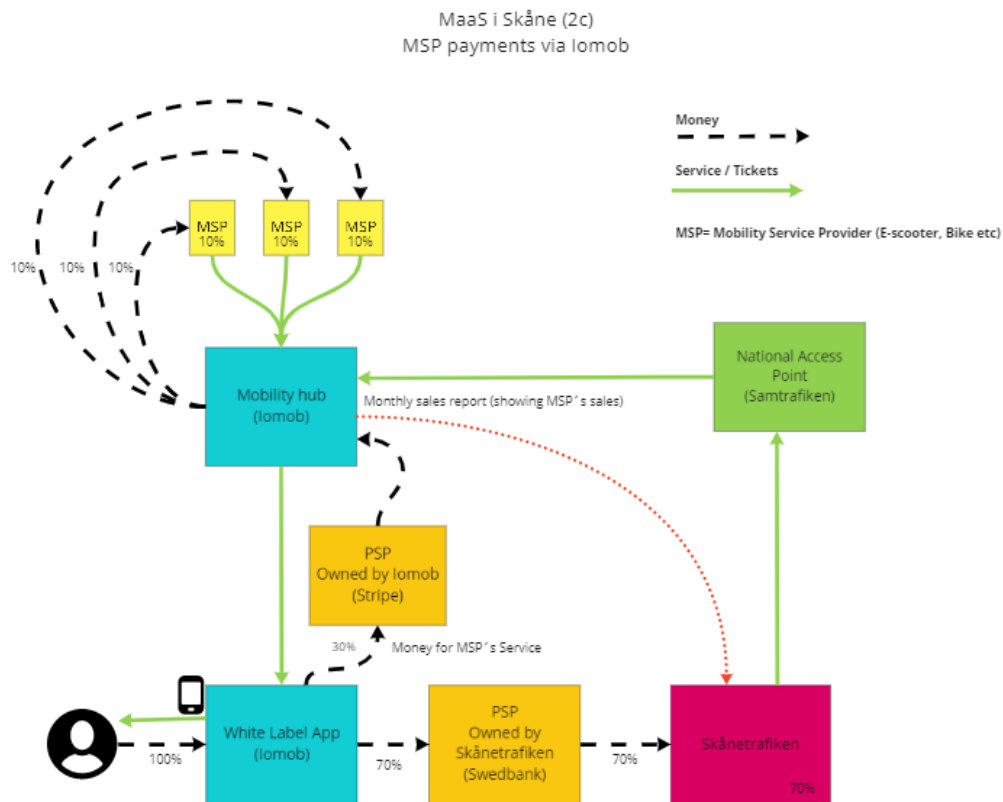 MaaS i Skåne (2c)
MSP payments via Iomob
Money
Service / Tickets
MSP= Mobility Service Provider (E-scooter, Bike etc)
MSP
10%
MSP
10%
MSP
10%
10%
10%
10%
Mobility hub
(Iomob)
Monthly sales report (showing MSP´s sales)
National Access
Point
(Samtrafiken)
PSP
Owned by Iomob
(Stripe)
30%
Money for MSP´s Service
White Label App
(Iomob)
100%
70%
PSP
Owned by
Skånetrafiken
(Swedbank)
70%
Skånetrafiken
70%